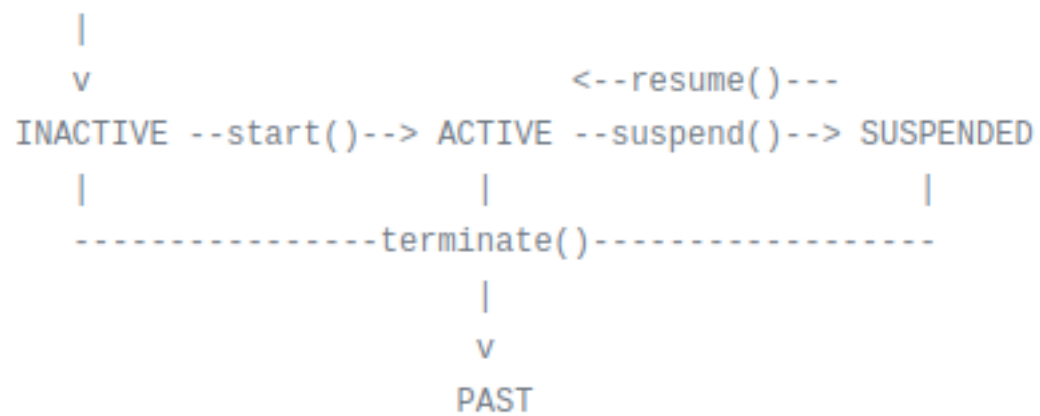 |
v <--resume()---
INACTIVE --start()--> ACTIVE --suspend()--> SUSPENDED
| | |
----------------terminate()------------------
|
v
PAST